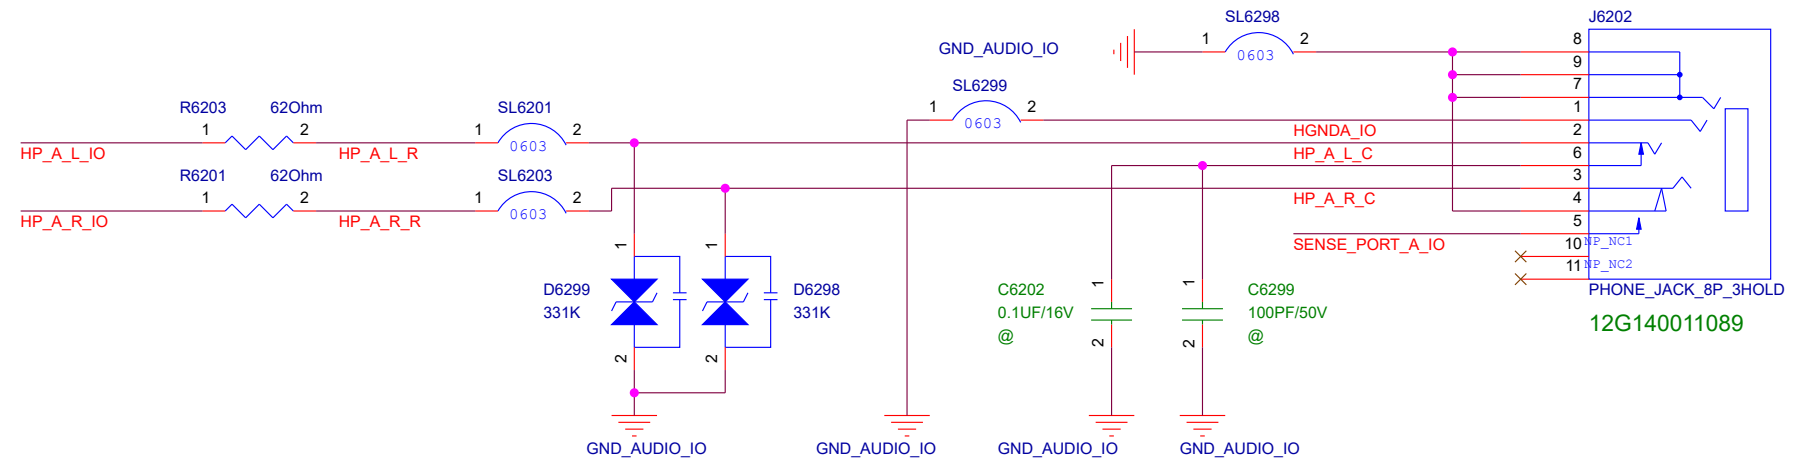 SL6298
J6202
1
2
8
GND_AUDIO_IO
0603
9
SL6299
7
R6203
62Ohm
SL6201
1
2
1
1
2
1
2
0603
HGNDA_IO
2
HP_A_L_IO
HP_A_L_R
0603
HP_A_L_C
6
R6201
62Ohm
SL6203
3
1
2
1
2
HP_A_R_C
4
HP_A_R_IO
HP_A_R_R
0603
5
SENSE_PORT_A_IO
10
NP_NC1
1
1
11
NP_NC2
D6299
331K
D6298
331K
1
C6202
0.1UF/16V
@
1
C6299
100PF/50V
@
PHONE_JACK_8P_3HOLD
12G140011089
2
2
2
2
GND_AUDIO_IO
GND_AUDIO_IO
GND_AUDIO_IO
GND_AUDIO_IO